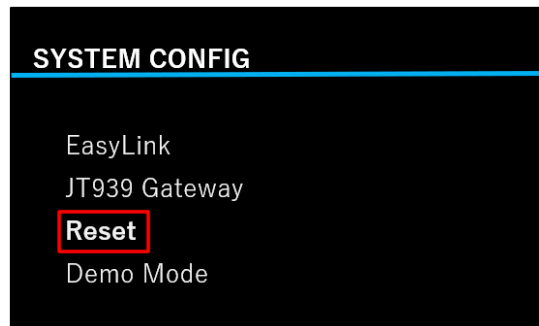 SYSTEM CONFIG
EasyLink
JT939 Gateway
Reset
Demo Mode